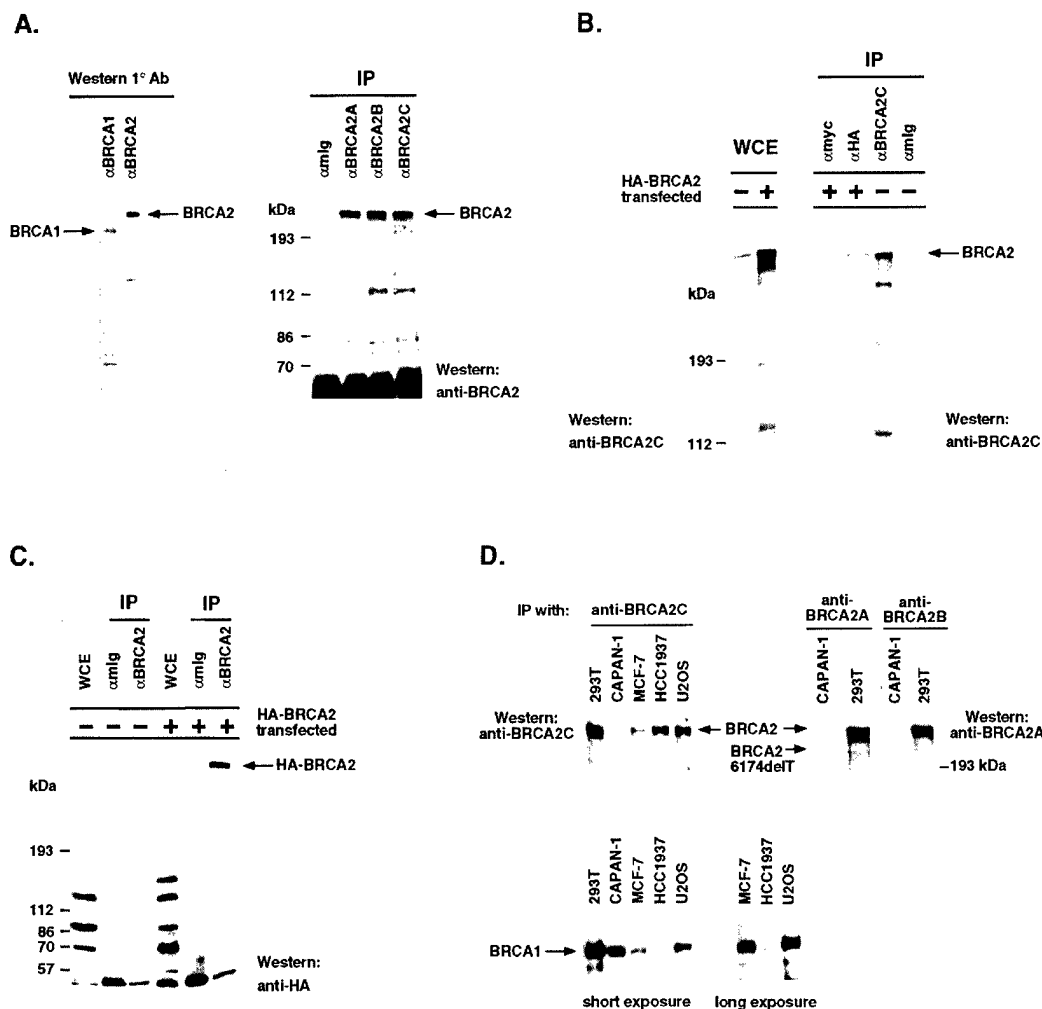 A.
Western 1° Ab
αBRCA1
αBRCA2
BRCA2
BRCA1
IP
αmIg
αBRCA2A
αBRCA2B
αBRCA2C
kDa
BRCA2
193
112
86
70
Western:
anti-BRCA2
B.
IP
WCE
αmyc
αHA
αBRCA2C
αmIg
HA-BRCA2
transfected
− + + + − −
BRCA2
kDa
193
112
Western:
anti-BRCA2C
Western:
anti-BRCA2C
C.
IP
IP
WCE
αmIg
αBRCA2
WCE
αmIg
αBRCA2
− − − + + +
HA-BRCA2
transfected
HA-BRCA2
kDa
193
112
86
70
57
Western:
anti-HA
D.
IP with:
anti-BRCA2C
anti-
BRCA2A
anti-
BRCA2B
293T
CAPAN-1
MCF-7
HCC1937
U2OS
CAPAN-1
293T
CAPAN-1
293T
Western:
anti-BRCA2C
BRCA2
BRCA2
6174delT
Western:
anti-BRCA2A
193 kDa
293T
CAPAN-1
MCF-7
HCC1937
U2OS
MCF-7
HCC1937
U2OS
BRCA1
short exposure
long exposure